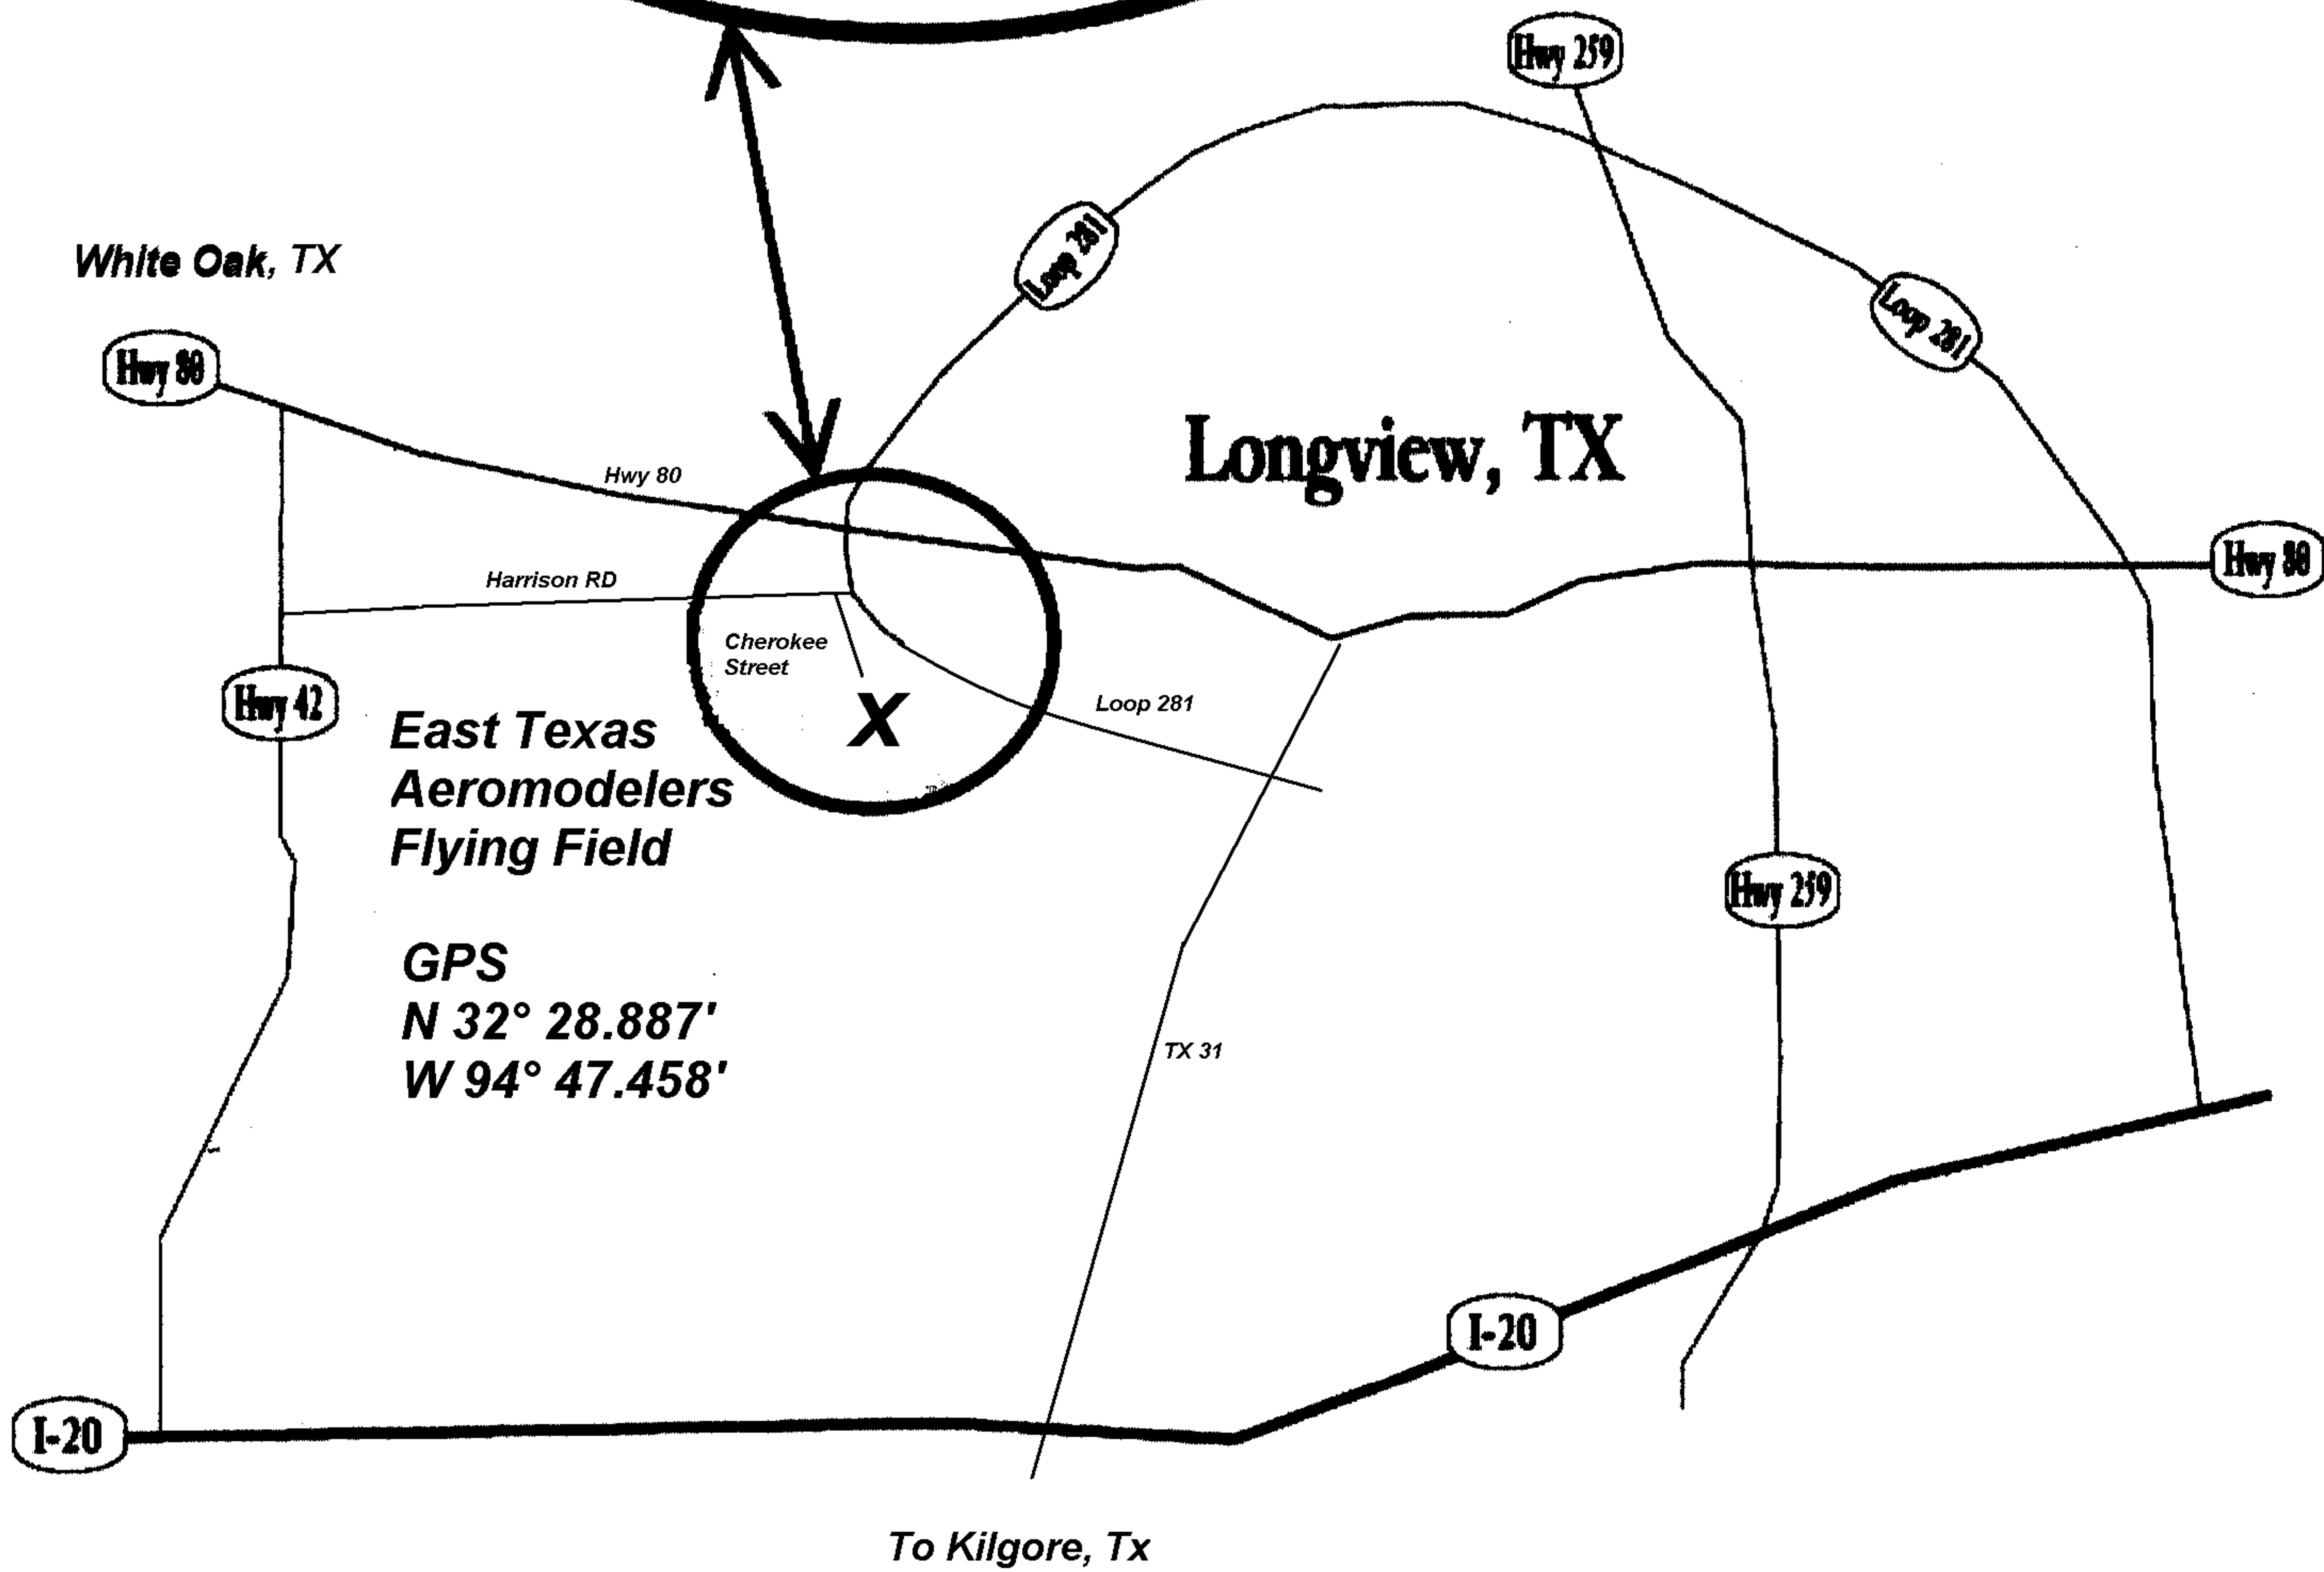 Hwy 259
Loop 281
White Oak, TX
Loop 281
Hwy 80
Longview, TX
Hwy 80
Hwy 80
Harrison RD
Cherokee
Street
Hwy 42
Loop 281
East Texas
Aeromodelers
Flying Field
X
Hwy 259
GPS
N 32° 28.887'
W 94° 47.458'
TX 31
I-20
I-20
To Kilgore, Tx